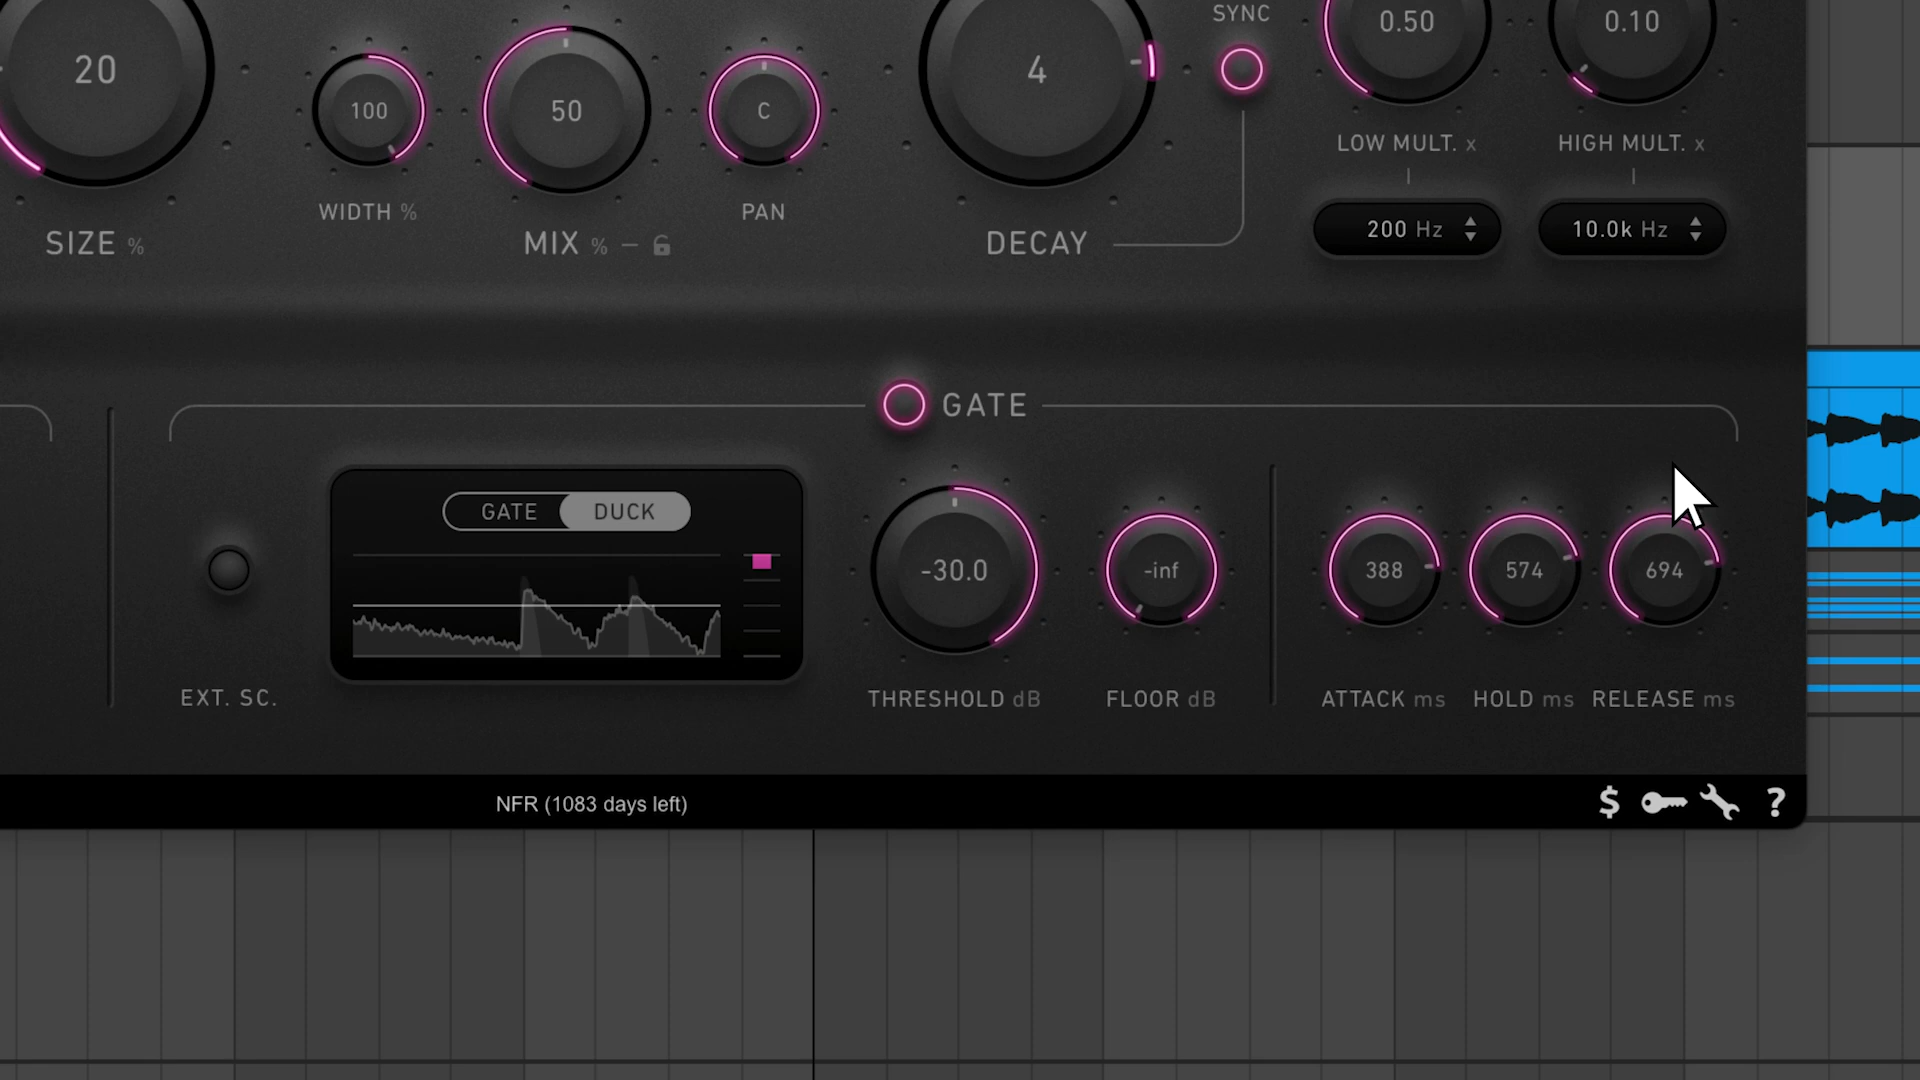 SYNC
0.50
0.10
20
100
50
C
4
LOW MULT. x
HIGH MULT. x
WIDTH %
PAN
200 Hz
10.0k Hz
SIZE %
MIX %
DECAY
GATE
GATE
DUCK
-30.0
-inf
388
574
694
EXT. SC.
THRESHOLD dB
FLOOR dB
ATTACK ms
HOLD ms
RELEASE ms
NFR (1083 days left)
$
?